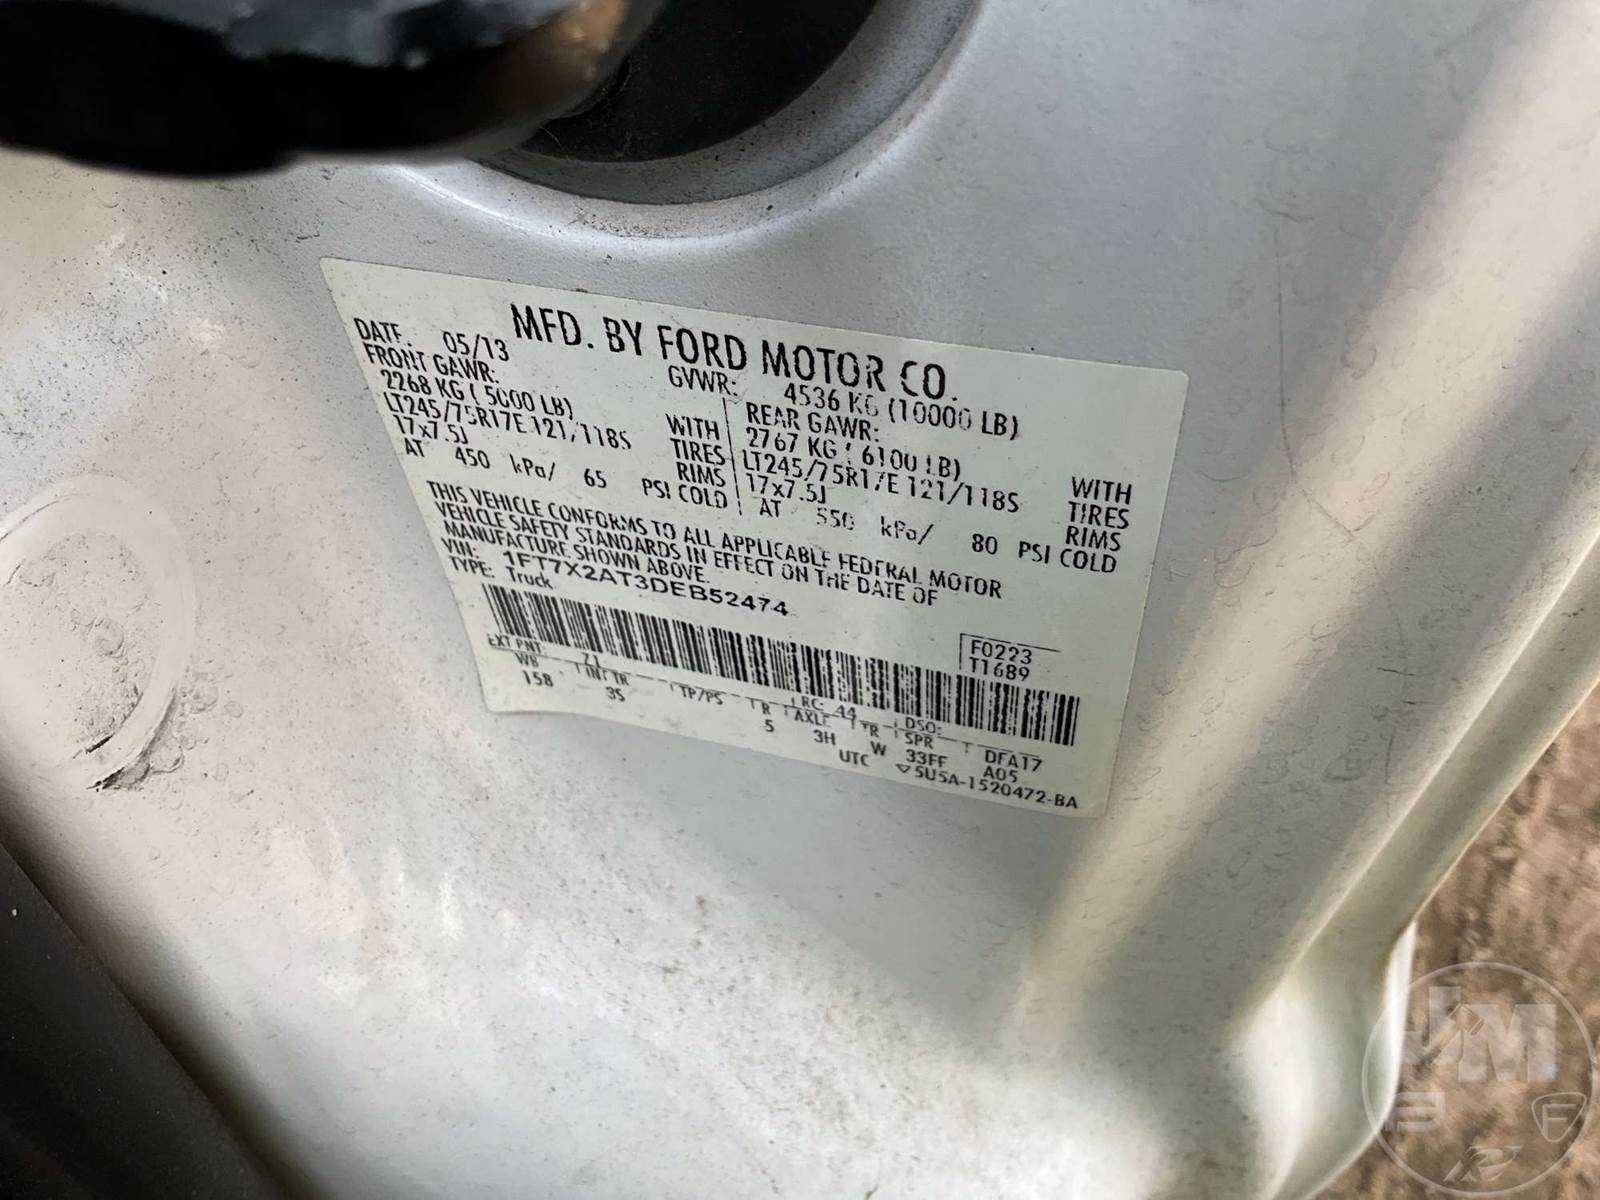 MFD. BY FORD MOTOR CO.
DATE: 05/13 GVWR: 4536 KG (10000 LB)
FRONT GAWR: REAR GAWR:
2268 KG ( 5000 LB) WITH 2767 KG ( 6100 LB) WITH
LT245/75R17E 121/118S TIRES LT245/75R17E 121/118S TIRES
17x7.5J RIMS 17x7.5J RIMS
AT 450 kPa/ 65 PSI COLD AT 550 kPa/ 80 PSI COLD
THIS VEHICLE CONFORMS TO ALL APPLICABLE FEDERAL MOTOR
VEHICLE SAFETY STANDARDS IN EFFECT ON THE DATE OF
MANUFACTURE SHOWN ABOVE.
VIN: 1FT7X2AT3DEB52474
TYPE: Truck
F0223
T1689
EXT PNT: Z1 RC: 44 DSO:
WB INT TR TP/PS R AXLE TR SPR DFA17
158 3S 5 3H W 33FF A05
UTC ▽5U5A-1520472-BA
JM
P F